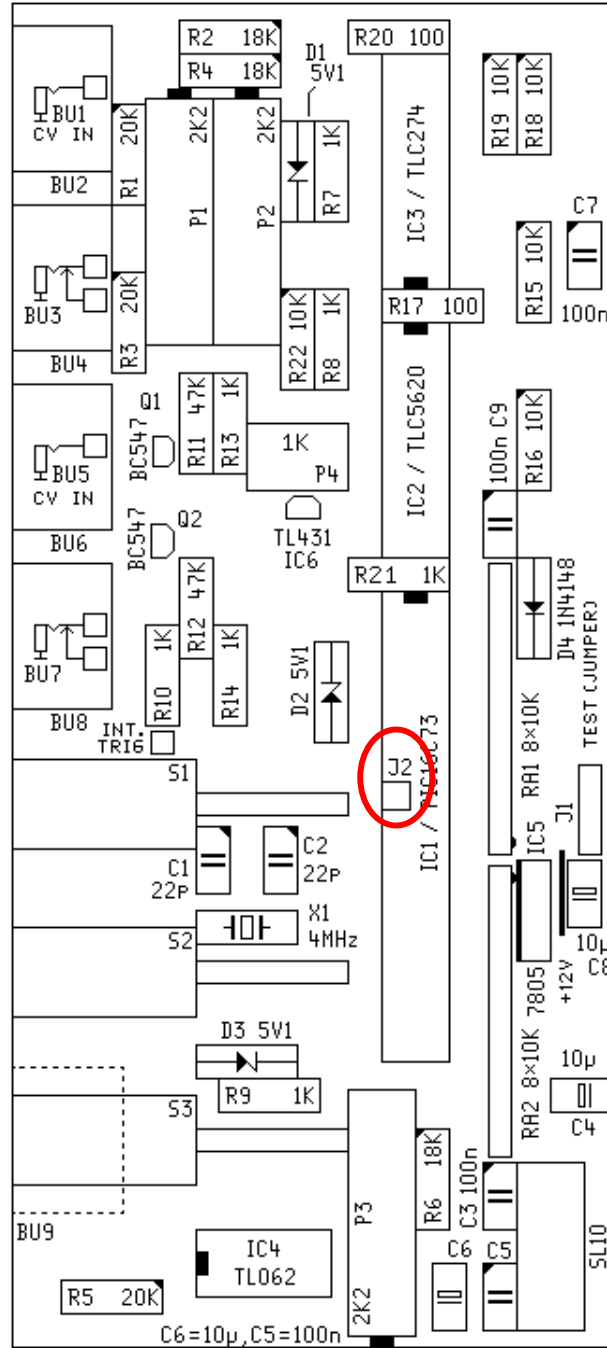 R2 18K
R4 18K
R20 100
D1
5V1
BU1
CV IN
BU2
R1 20K
P1 2K2
P2 2K2
R7 1K
IC3 / TLC274
R19 10K
R18 10K
C7
100n
R15 10K
BU3
BU4
R3 20K
R22 10K
R8 1K
R17 100
Q1
BC547
R11 47K
R13 1K
1K
P4
IC2 / TLC5620
100n C9
R16 10K
BU5
CV IN
BU6
Q2
BC547
TL431
IC6
R21 1K
R12 47K
R10 1K
R14 1K
D2 5V1
D4 1N4148
BU7
BU8
INT.
TRIG
TEST (JUMPER)
RA1 8×10K
J2
IC1 / PIC16C73
S1
C1
22P
C2
22P
IC5
7805
J1
10µ
C8
+12V
X1
4MHz
S2
D3 5V1
R9 1K
RA2 8×10K
10µ
C4
S3
BU9
P3 2K2
R6 18K
C3 100n
IC4
TL062
C6
C5
SL10
R5 20K
C6=10µ,C5=100n